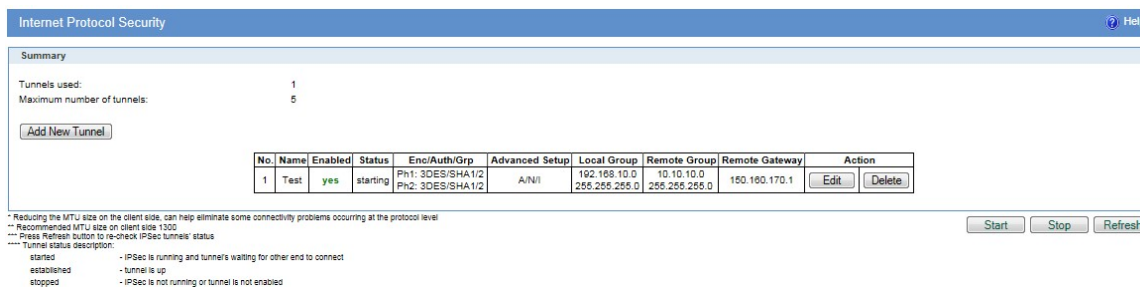 Internet Protocol Security
Hel
Summary
Tunnels used: 1
Maximum number of tunnels: 5
Add New Tunnel
No. Name Enabled Status Enc/Auth/Grp Advanced Setup Local Group Remote Group Remote Gateway Action
1 Test yes starting Ph1: 3DES/SHA1/2 A/N/I 192.168.10.0 10.10.10.0 150.160.170.1 Edit Delete
Ph2: 3DES/SHA1/2 255.255.255.0 255.255.255.0
* Reducing the MTU size on the client side, can help eliminate some connectivity problems occurring at the protocol level
** Recommended MTU size on client side 1300
*** Press Refresh button to re-check IPSec tunnels' status
**** Tunnel status description:
started - IPSec is running and tunnel's waiting for other end to connect
established - tunnel is up
stopped - IPSec is not running or tunnel is not enabled
Start Stop Refresh